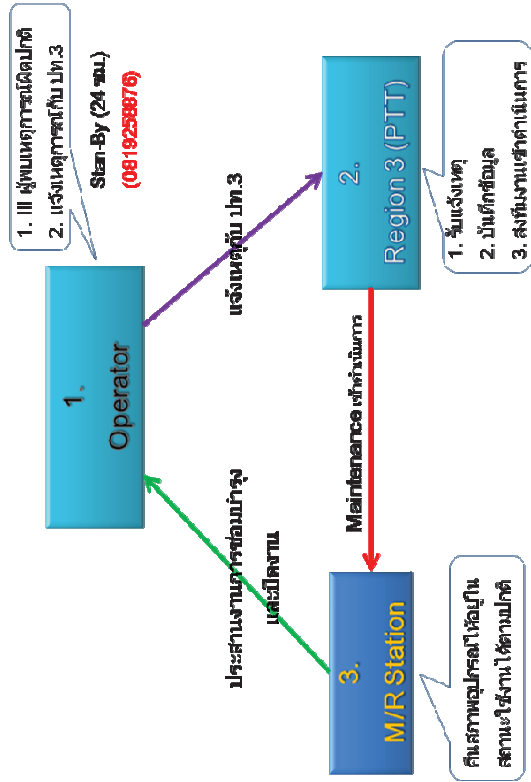 1. III ผู้พบเหตุการณ์ผิดปกติ
2. แจ้งเหตุการณ์กับ ปท.3
Stan-By (24 ชม.)
(0819258876)
1.
Operator
แจ้งเหตุกับ ปท.3
2.
Region 3 (PTT)
1. รับแจ้งเหตุ
2. บันทึกข้อมูล
3. ส่งทีมงานเข้าดำเนินการ
Maintenance เข้าดำเนินการ
3.
M/R Station
คืนสภาพอุปกรณ์ให้อยู่ใน
สถานะใช้งานได้ตามปกติ
ประสานงานการซ่อมบำรุง
และปิดงาน